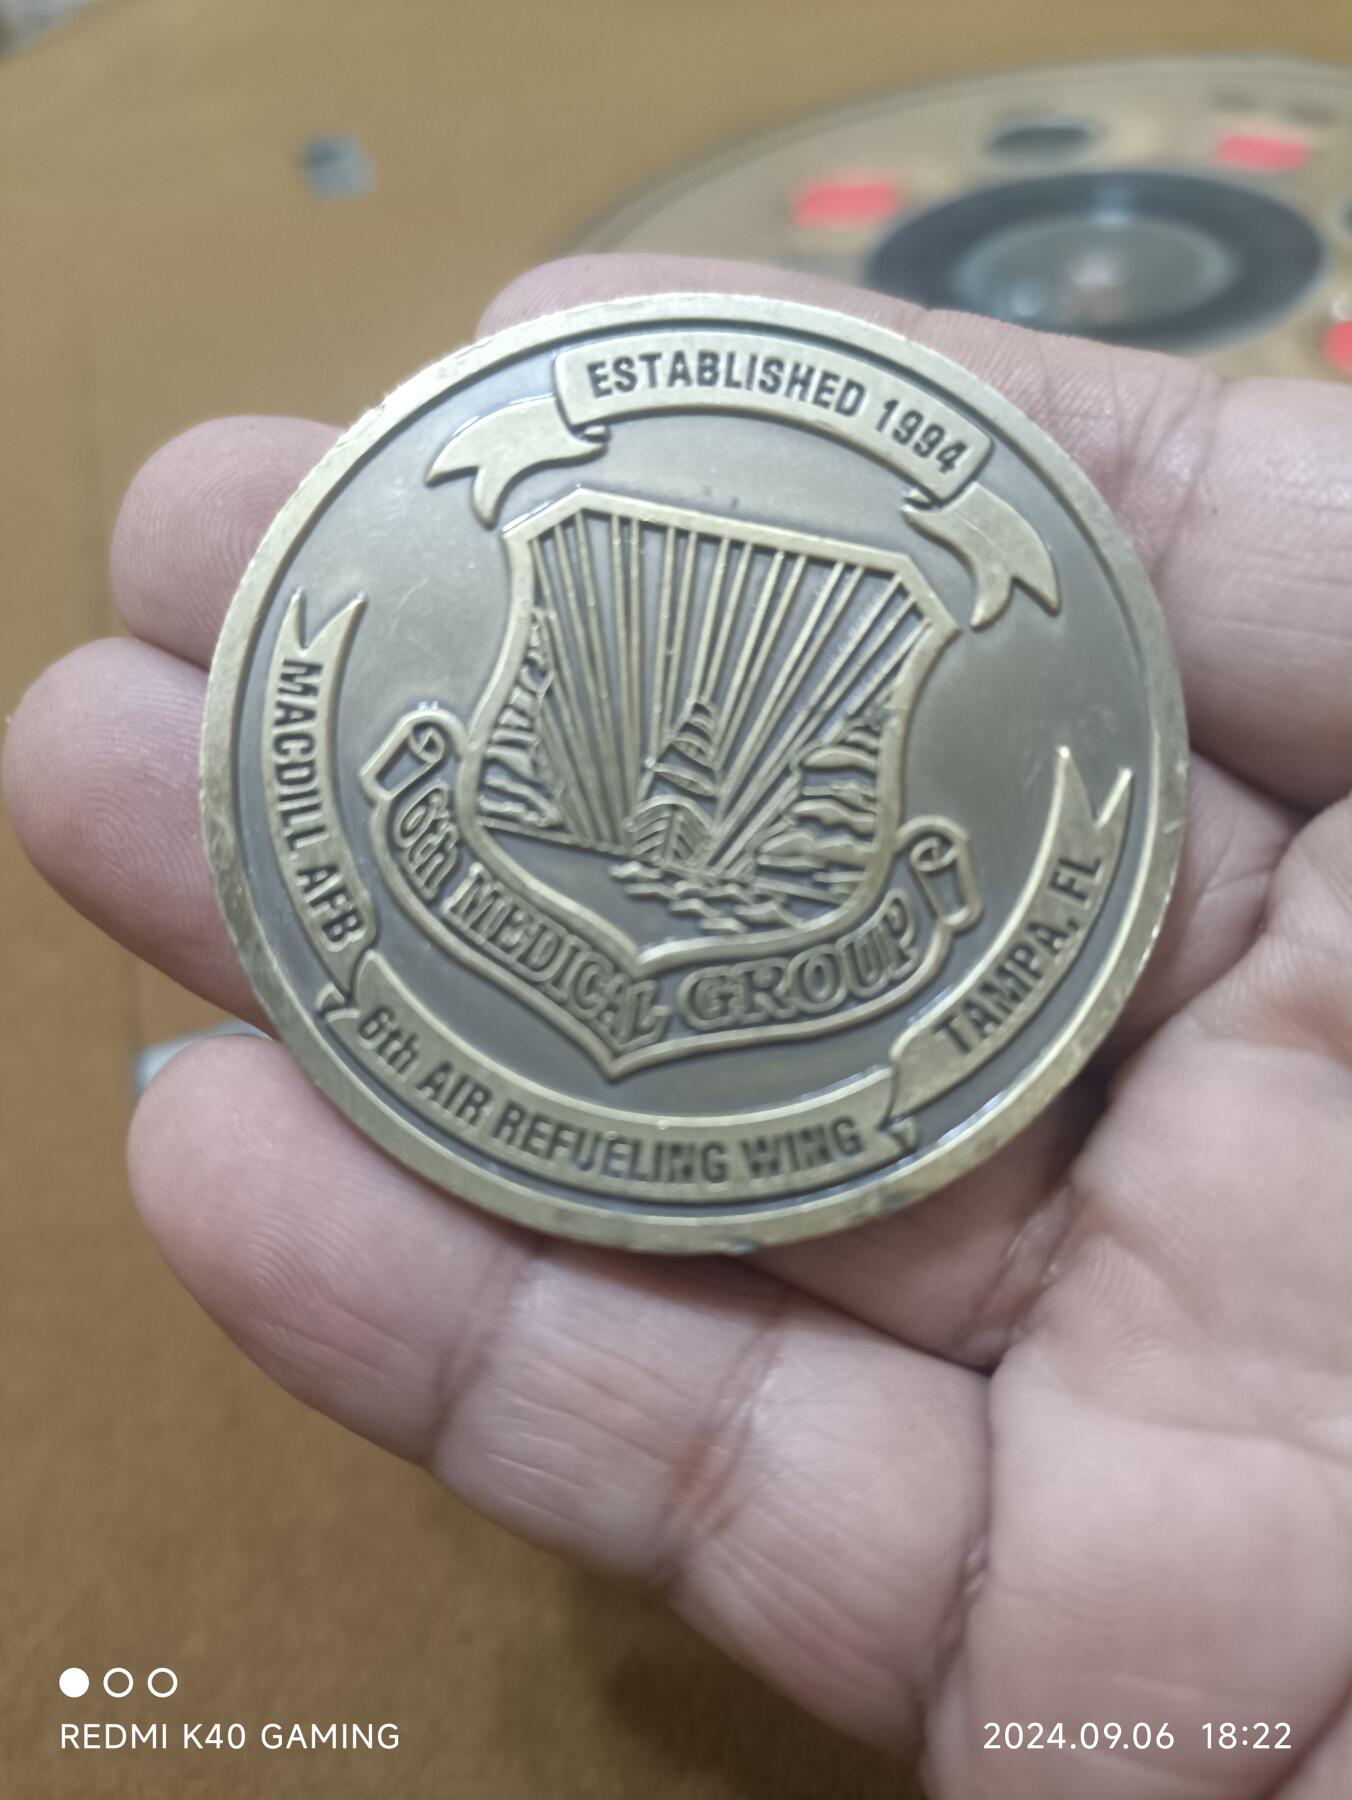 ESTABLISHED 1994
MACDILL AFB
6th MEDICAL GROUP
TAMPA, FL
6th AIR REFUELING WING
REDMI K40 GAMING
2024.09.06 18:22